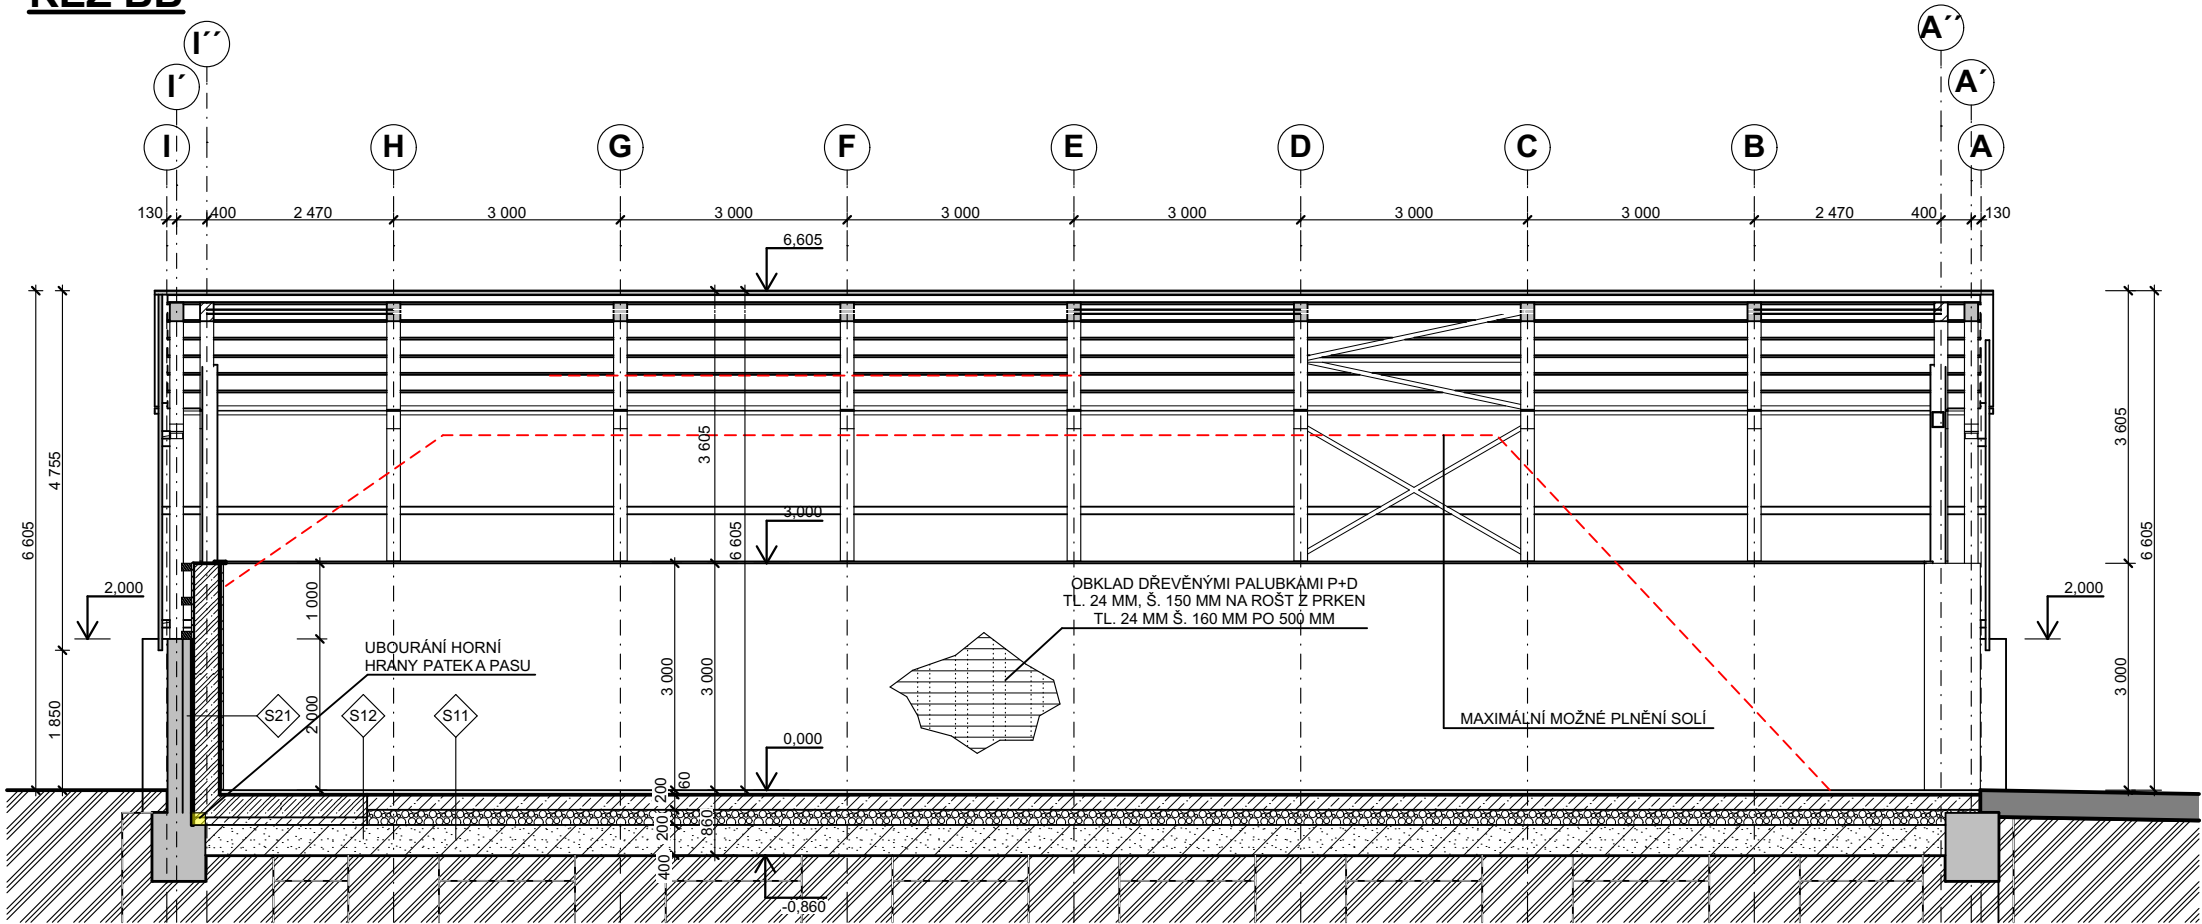 ŘEZ BB
I´´
A´´
I´
A´
I
H
G
F
E
D
C
B
A
130
400
2 470
3 000
3 000
3 000
3 000
3 000
3 000
2 470
400
130
6,605
3 605
6 605
4 755
6 605
1 850
3 605
6 605
3 000
3,000
2,000
2,000
1 000
2 000
3 000
3 000
OBKLAD DŘEVĚNÝMI PALUBKAMI P+D
TL. 24 MM, Š. 150 MM NA ROŠT Z PRKEN
TL. 24 MM Š. 160 MM PO 500 MM
UBOURÁNÍ HORNÍ
HRANY PATEK A PASU
S21
S12
S11
MAXIMÁLNÍ MOŽNÉ PLNĚNÍ SOLÍ
0,000
60
200
200
400
860
-0,860